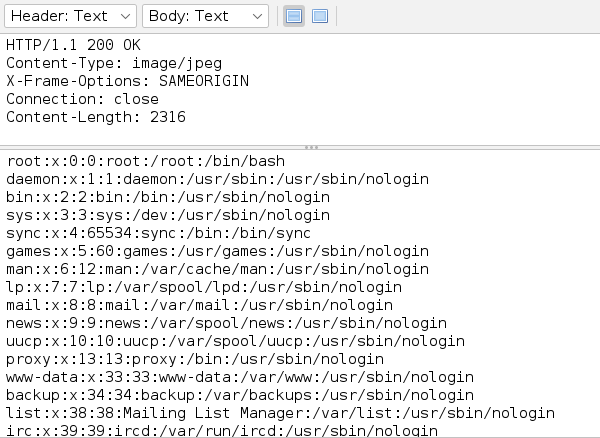 Header: Text Body: Text
HTTP/1.1 200 OK
Content-Type: image/jpeg
X-Frame-Options: SAMEORIGIN
Connection: close
Content-Length: 2316
root:x:0:0:root:/root:/bin/bash
daemon:x:1:1:daemon:/usr/sbin:/usr/sbin/nologin
bin:x:2:2:bin:/bin:/usr/sbin/nologin
sys:x:3:3:sys:/dev:/usr/sbin/nologin
sync:x:4:65534:sync:/bin:/bin/sync
games:x:5:60:games:/usr/games:/usr/sbin/nologin
man:x:6:12:man:/var/cache/man:/usr/sbin/nologin
lp:x:7:7:lp:/var/spool/lpd:/usr/sbin/nologin
mail:x:8:8:mail:/var/mail:/usr/sbin/nologin
news:x:9:9:news:/var/spool/news:/usr/sbin/nologin
uucp:x:10:10:uucp:/var/spool/uucp:/usr/sbin/nologin
proxy:x:13:13:proxy:/bin:/usr/sbin/nologin
www-data:x:33:33:www-data:/var/www:/usr/sbin/nologin
backup:x:34:34:backup:/var/backups:/usr/sbin/nologin
list:x:38:38:Mailing List Manager:/var/list:/usr/sbin/nologin
irc:x:39:39:ircd:/var/run/ircd:/usr/sbin/nologin